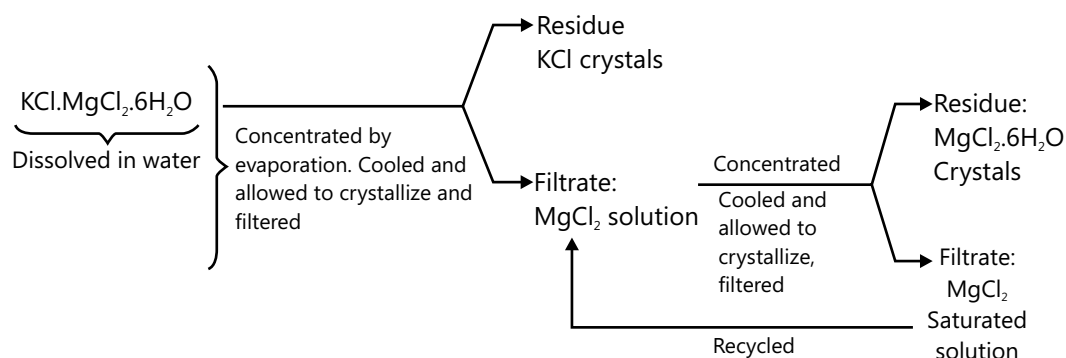 KCl.MgCl₂.6H₂O
Dissolved in water
Concentrated by
evaporation. Cooled and
allowed to crystallize and
filtered
Residue
KCl crystals
Filtrate:
MgCl₂ solution
Concentrated
Cooled and
allowed to
crystallize,
filtered
Residue:
MgCl₂.6H₂O
Crystals
Filtrate:
MgCl₂
Saturated
solution
Recycled